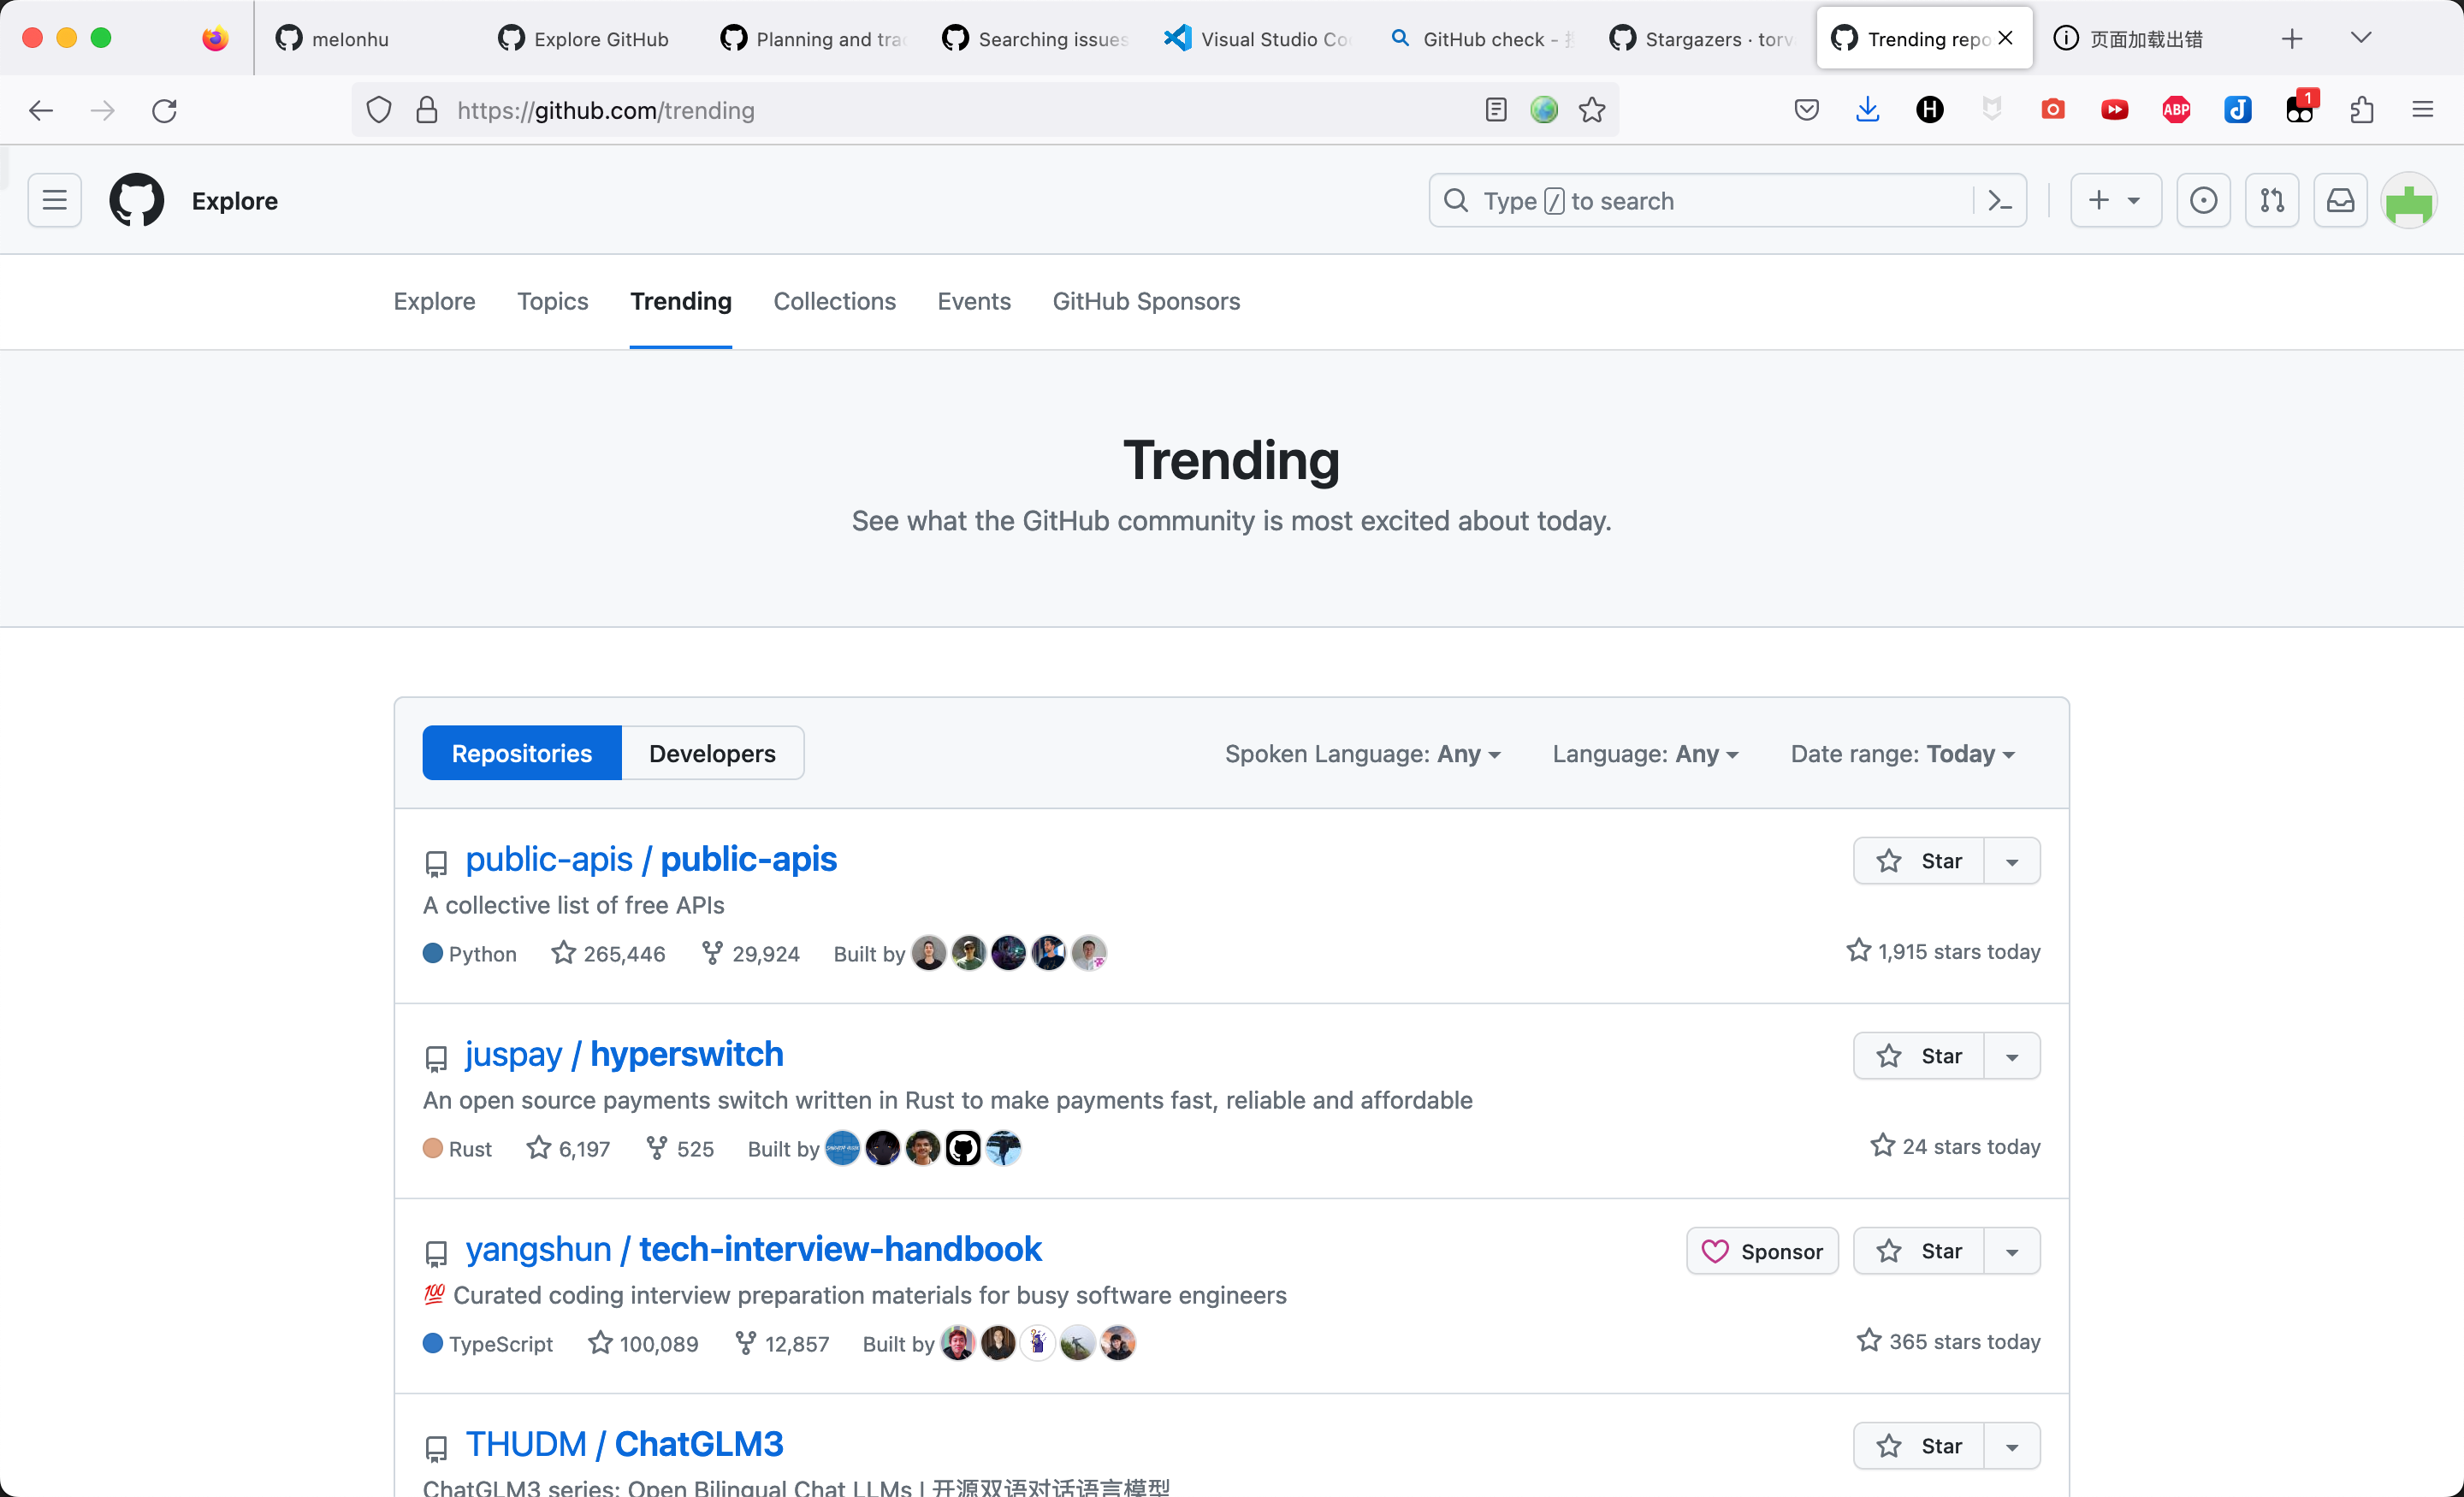 melonhu
Explore GitHub
Planning and tra
Searching issues
Visual Studio Co
GitHub check -
Stargazers · torv
Trending repo
页面加载出错
https://github.com/trending
ABP
1
Explore
Type / to search
Explore
Topics
Trending
Collections
Events
GitHub Sponsors
Trending
See what the GitHub community is most excited about today.
Repositories
Developers
Spoken Language: Any
Language: Any
Date range: Today
public-apis / public-apis
Star
A collective list of free APIs
Python 265,446 29,924 Built by
1,915 stars today
juspay / hyperswitch
Star
An open source payments switch written in Rust to make payments fast, reliable and affordable
Rust 6,197 525 Built by
24 stars today
yangshun / tech-interview-handbook
Sponsor
Star
💯 Curated coding interview preparation materials for busy software engineers
TypeScript 100,089 12,857 Built by
365 stars today
THUDM / ChatGLM3
Star
ChatGLM3 series: Open Bilingual Chat LLMs | 开源双语对话语言模型